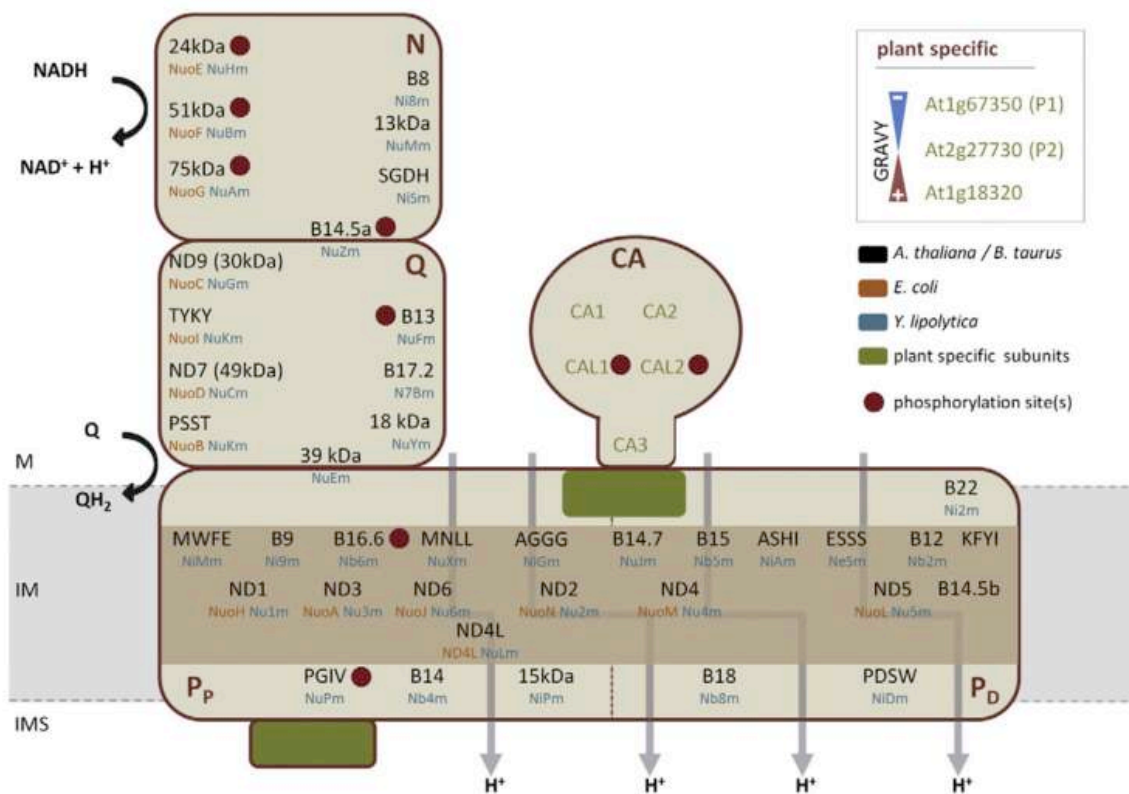 N
24kDa
NuoE NuHm
NADH
B8
Ni8m
51kDa
NuoF NuBm
13kDa
NuMm
NAD⁺ + H⁺
75kDa
NuoG NuAm
SGDH
NiSm
B14.5a
NuZm
plant specific
GRAVY
-
+
At1g67350 (P1)
At2g27730 (P2)
At1g18320
A. thaliana / B. taurus
E. coli
Y. lipolytica
plant specific subunits
phosphorylation site(s)
ND9 (30kDa)
NuoC NuGm
Q
TYKY
NuoI NuKm
B13
NuFm
ND7 (49kDa)
NuoD NuCm
B17.2
N7Bm
PSST
NuoB NuKm
18 kDa
NuYm
39 kDa
NuEm
CA
CA1 CA2
CAL1 CAL2
CA3
Q
M
QH₂
B22
Ni2m
IM
MWFE B9 B16.6 MNLL AGGG B14.7 B15 ASHI ESSS B12 KFYI
NiMm Ni9m Nb6m NuXm NiGm NuJm Nb5m NiAm Ne5m Nb2m
ND1 ND3 ND6 ND2 ND4 ND5 B14.5b
NuoH Nu1m NuoA Nu3m NuoJ Nu6m NuoN Nu2m NuoM Nu4m NuoL Nu5m
ND4L
ND4L NuLm
PP PGIV B14 15kDa B18 PDSW PD
NuPm Nb4m NiPm Nb8m NiDm
IMS
H⁺ H⁺ H⁺ H⁺